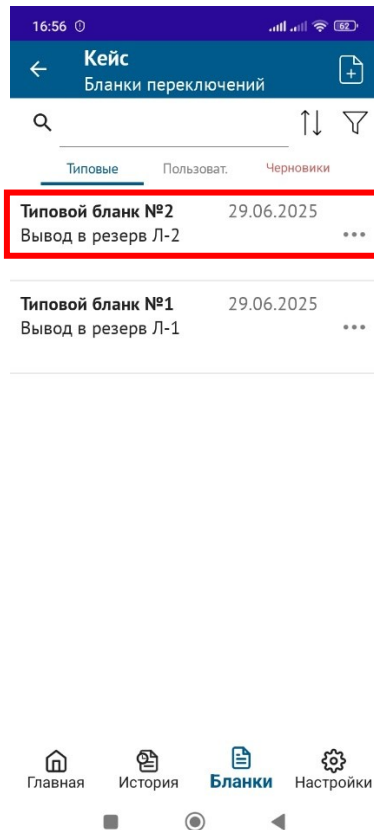 16:56 62
Кейс
Бланки переключений
Типовые Пользоват. Черновики
Типовой бланк №2 29.06.2025
Вывод в резерв Л-2
Типовой бланк №1 29.06.2025
Вывод в резерв Л-1
Главная История Бланки Настройки